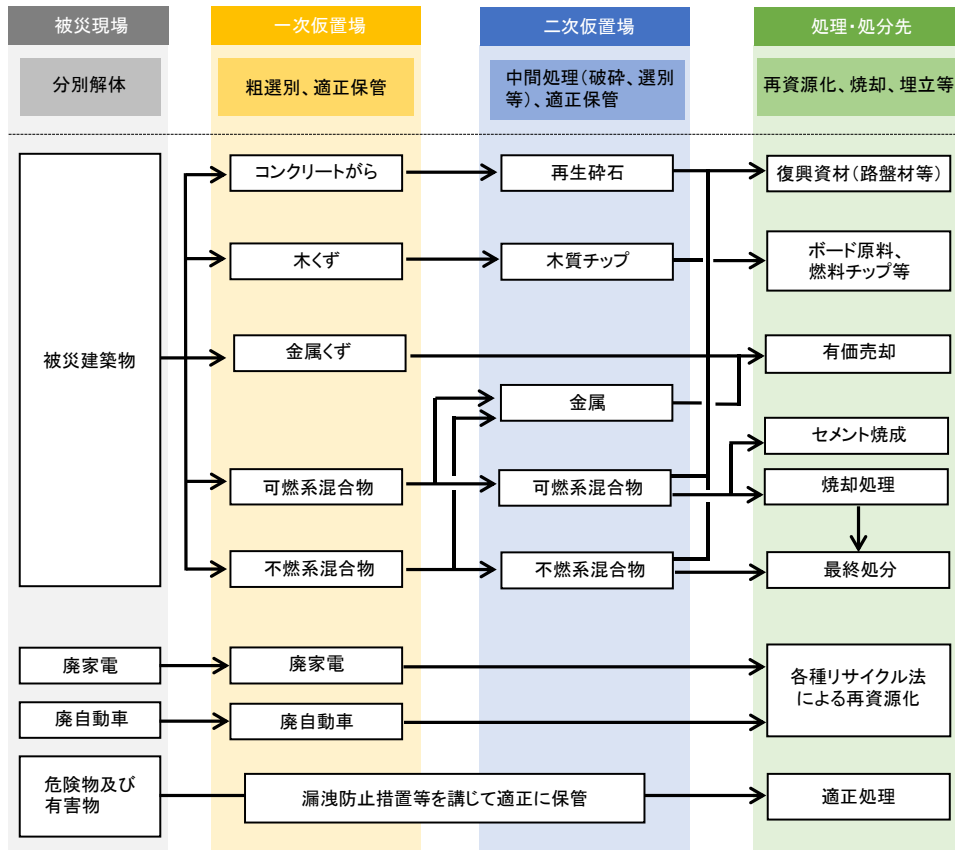 被災現場
一次仮置場
二次仮置場
処理・処分先
分別解体
粗選別、適正保管
中間処理(破砕、選別
等)、適正保管
再資源化、焼却、埋立等
被災建築物
コンクリートがら
再生砕石
復興資材(路盤材等)
木くず
木質チップ
ボード原料、
燃料チップ等
金属くず
有価売却
金属
セメント焼成
可燃系混合物
可燃系混合物
焼却処理
不燃系混合物
不燃系混合物
最終処分
廃家電
廃家電
各種リサイクル法
による再資源化
廃自動車
廃自動車
危険物及び
有害物
漏洩防止措置等を講じて適正に保管
適正処理